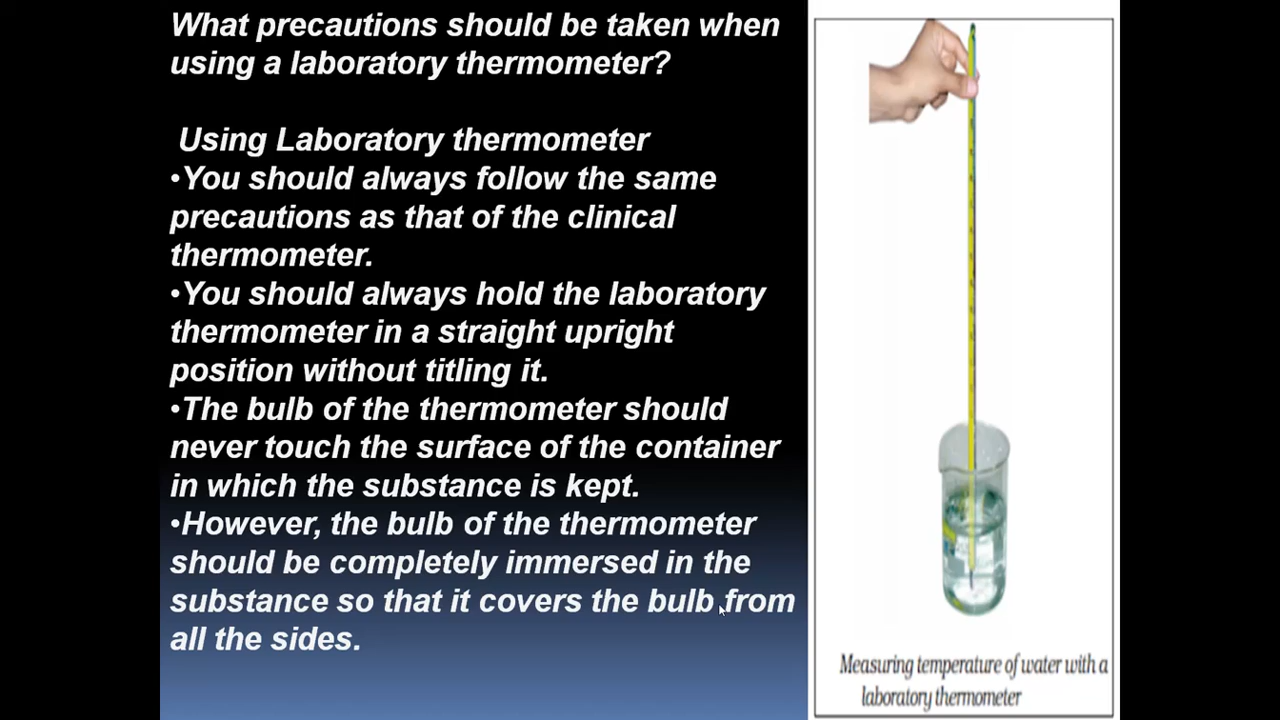 What precautions should be taken when
using a laboratory thermometer?
Using Laboratory thermometer
•You should always follow the same
precautions as that of the clinical
thermometer.
•You should always hold the laboratory
thermometer in a straight upright
position without titling it.
•The bulb of the thermometer should
never touch the surface of the container
in which the substance is kept.
•However, the bulb of the thermometer
should be completely immersed in the
substance so that it covers the bulb from
all the sides.
Measuring temperature of water with a
laboratory thermometer